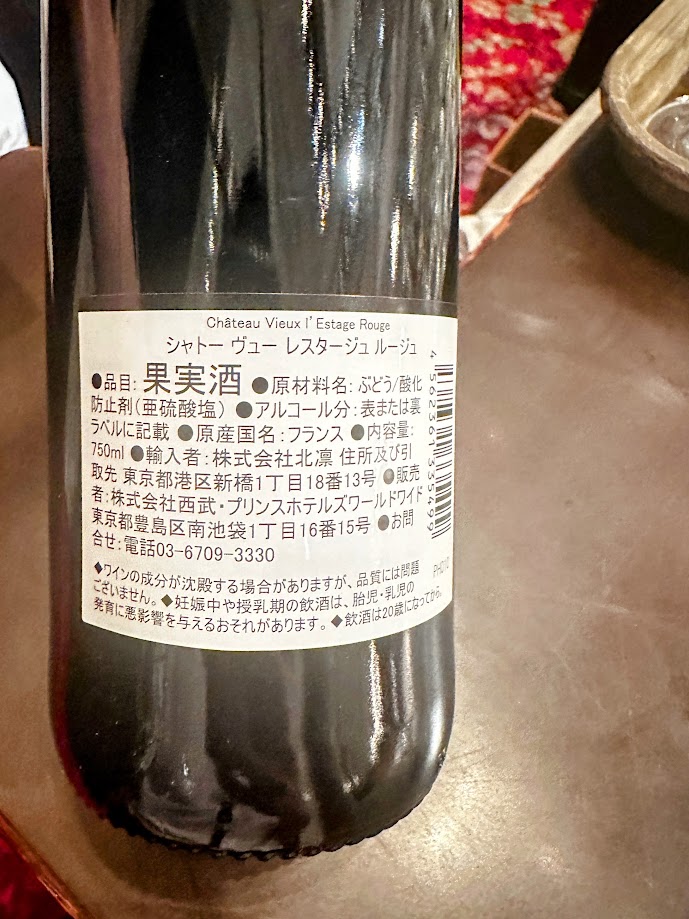 Château Vieux l' Estage Rouge
シャトー ヴュー レスタージュ ルージュ
●品目: 果実酒 ●原材料名: ぶどう/酸化
防止剤(亜硫酸塩) ●アルコール分:表または裏
ラベルに記載 ●原産国名:フランス ●内容量:
750ml ●輸入者:株式会社北凛 住所及び引
取先 東京都港区新橋1丁目18番13号 ●販売
者:株式会社西武・プリンスホテルズワールドワイド
東京都豊島区南池袋1丁目16番15号 ●お問
合せ:電話03-6709-3330
◆ワインの成分が沈殿する場合がありますが、品質には問題
ございません。◆妊娠中や授乳期の飲酒は、胎児・乳児の
発育に悪影響を与えるおそれがあります。◆飲酒は20歳になってから。
4562361335499